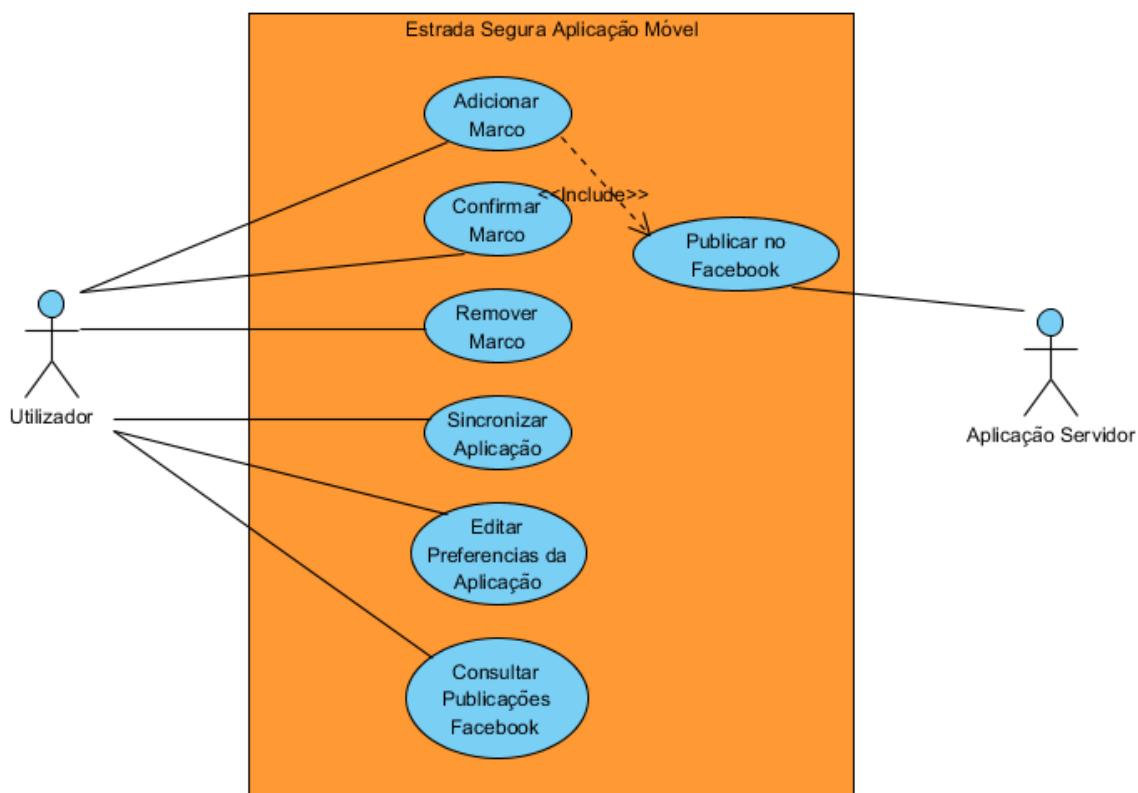 Estrada Segura Aplicação Móvel
Adicionar
Marco
<<Include>>
Confirmar
Marco
Publicar no
Facebook
Remover
Marco
Utilizador
Aplicação Servidor
Sincronizar
Aplicação
Editar
Preferencias da
Aplicação
Consultar
Publicações
Facebook